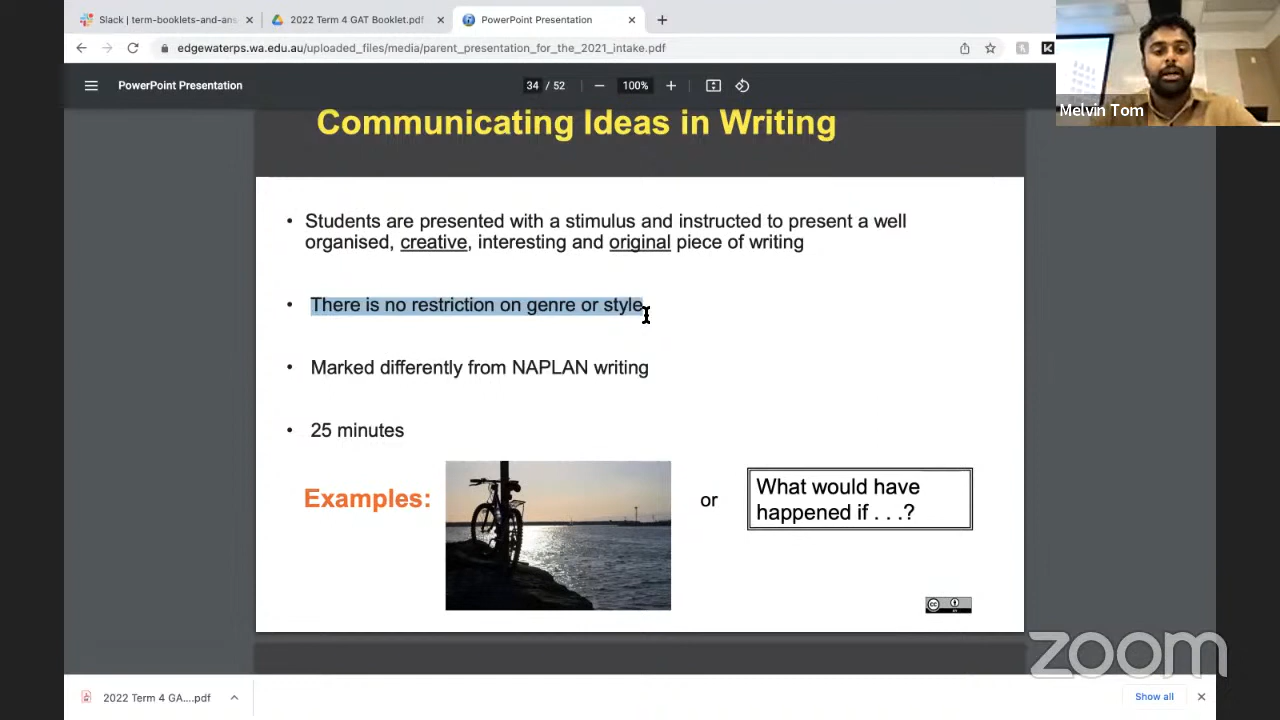 Slack | term-booklets-and-ans
2022 Term 4 GAT Booklet.pdf
PowerPoint Presentation
edgewaterps.wa.edu.au/uploaded_files/media/parent_presentation_for_the_2021_intake.pdf
PowerPoint Presentation
34 / 52
100%
Melvin Tom
Communicating Ideas in Writing
• Students are presented with a stimulus and instructed to present a well
organised, creative, interesting and original piece of writing
• There is no restriction on genre or style
• Marked differently from NAPLAN writing
• 25 minutes
Examples:
or
What would have
happened if . . .?
zoom
2022 Term 4 GA....pdf
Show all